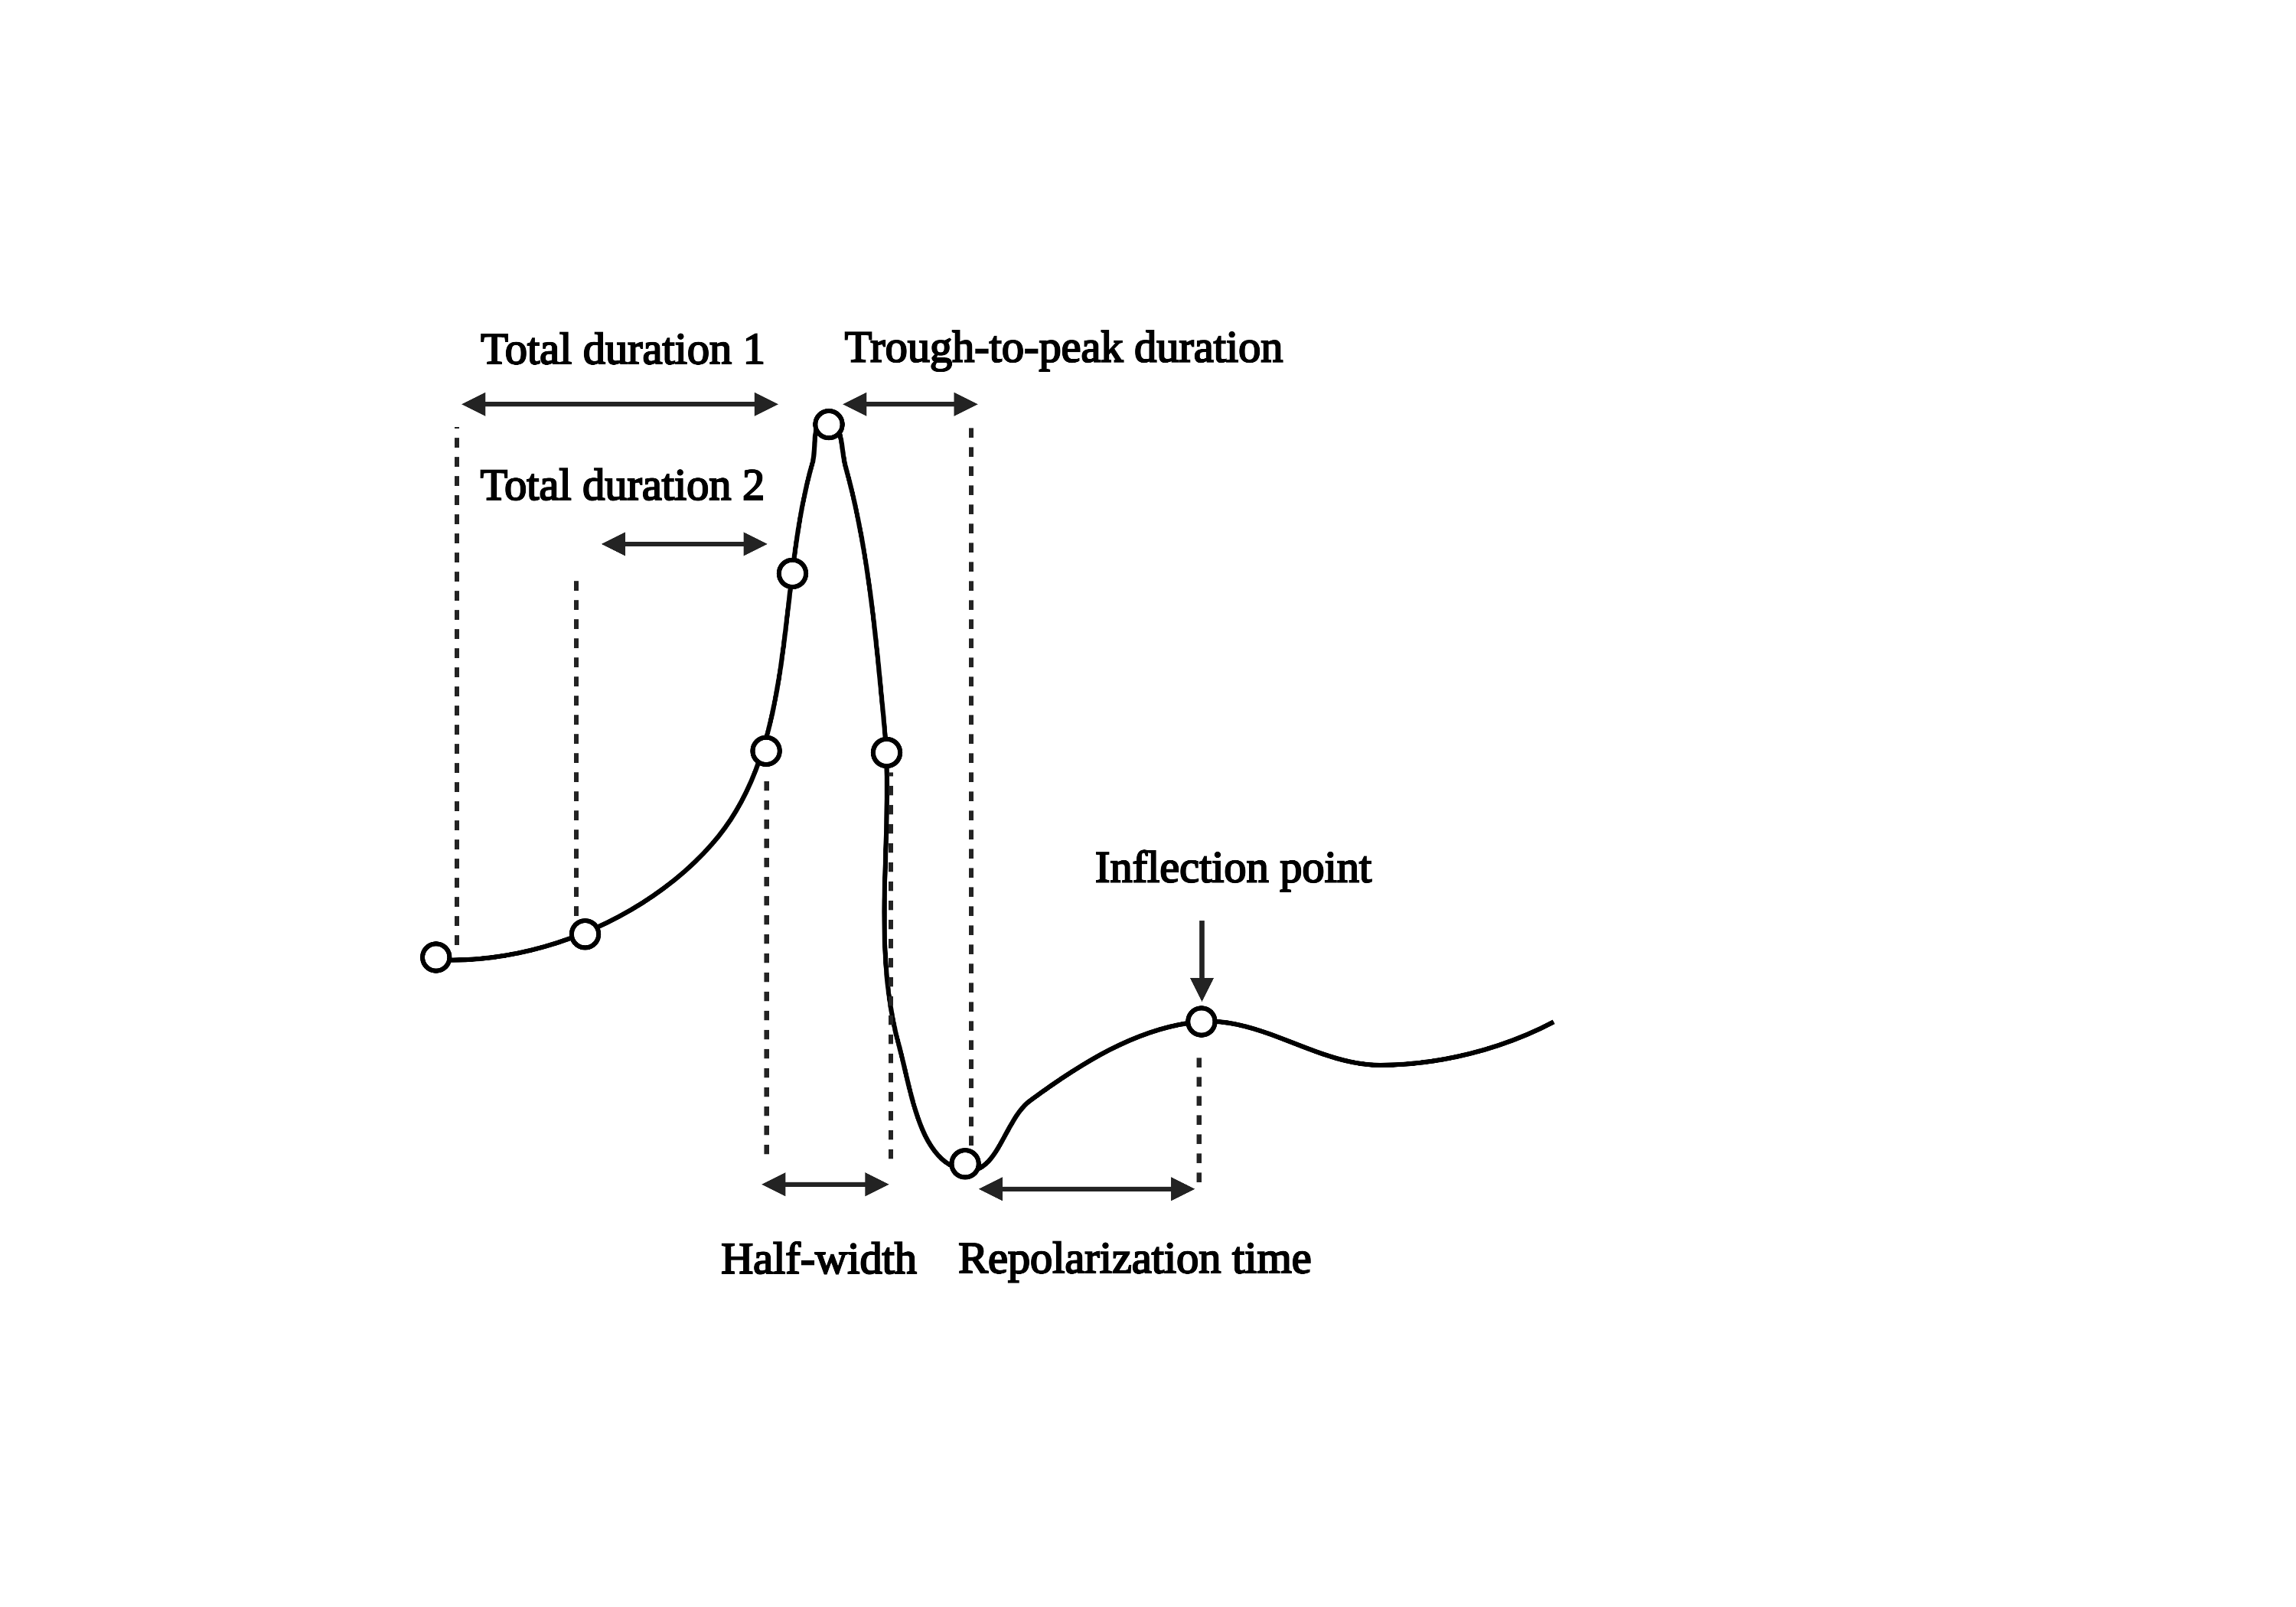 Total duration 1
Trough-to-peak duration
Total duration 2
Inflection point
Half-width
Repolarization time